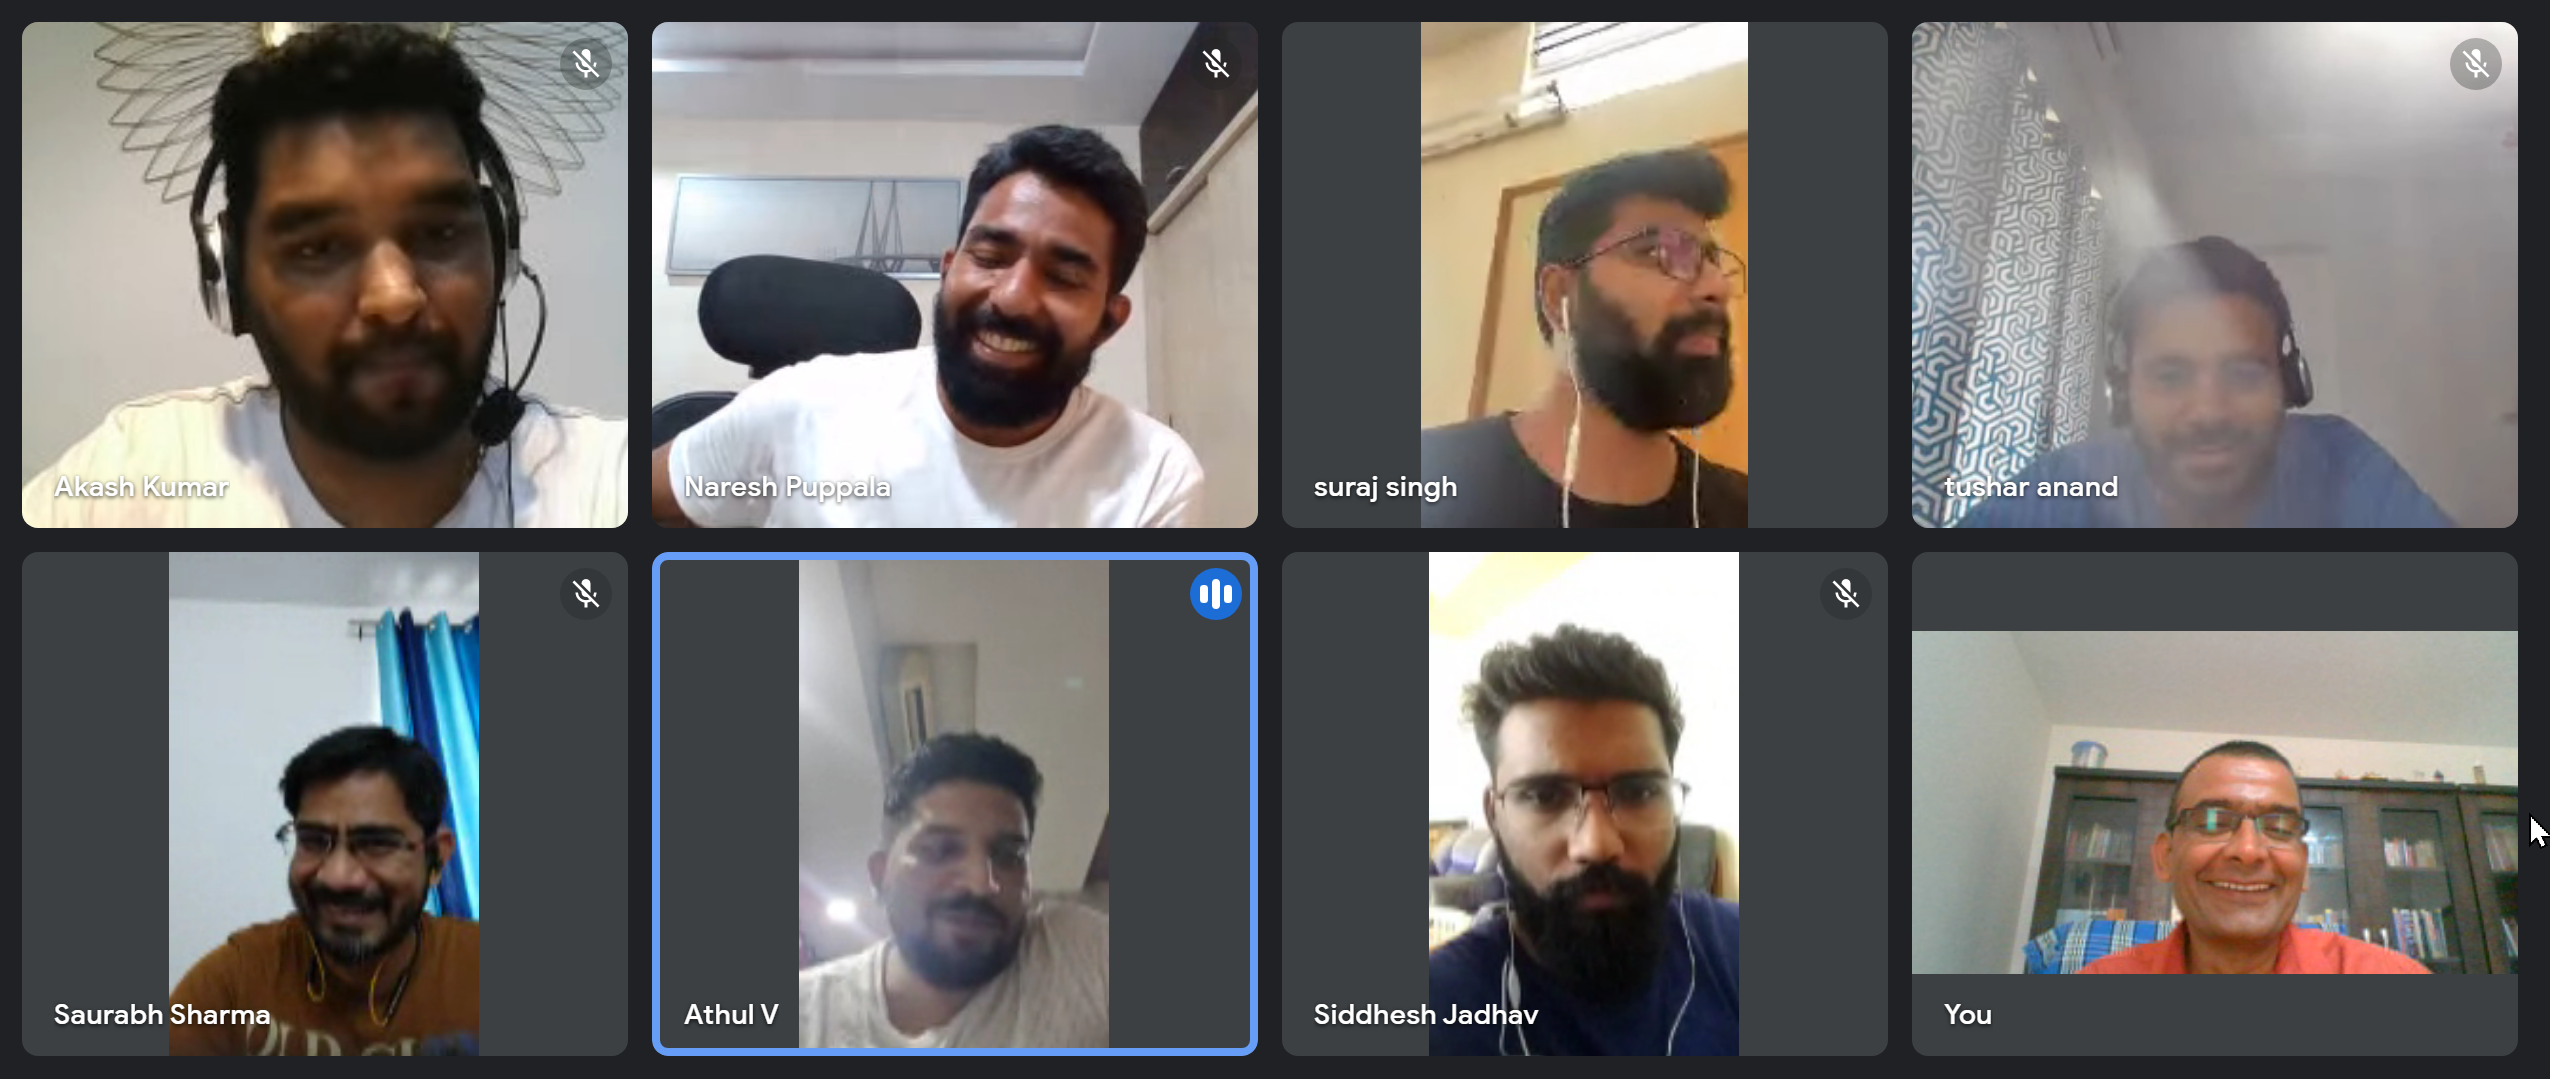 Akash Kumar
Naresh Puppala
suraj singh
tushar anand
Saurabh Sharma
Athul V
Siddhesh Jadhav
You